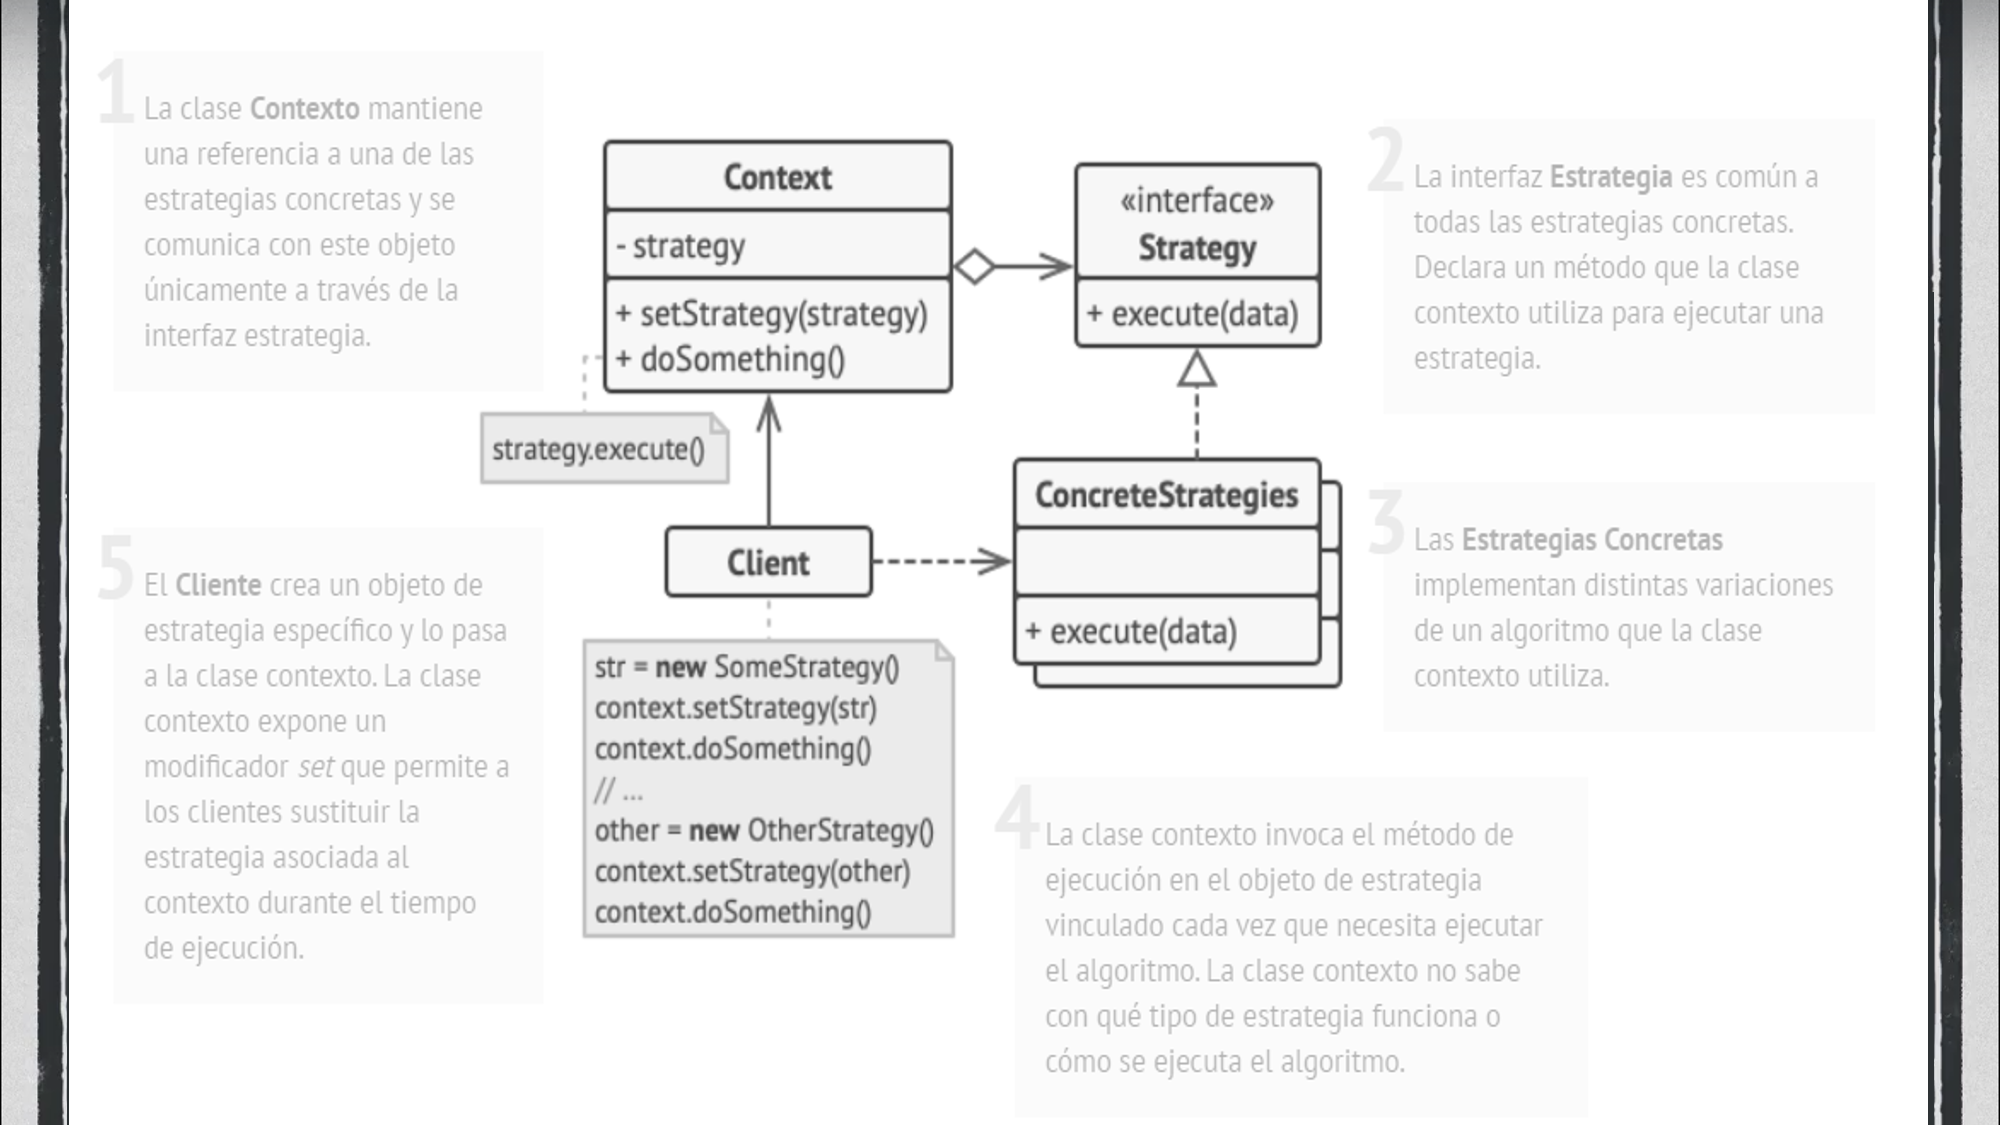 1
La clase Contexto mantiene
una referencia a una de las
estrategias concretas y se
comunica con este objeto
únicamente a través de la
interfaz estrategia.
Context
- strategy
+ setStrategy(strategy)
+ doSomething()
strategy.execute()
«interface»
Strategy
+ execute(data)
2
La interfaz Estrategia es común a
todas las estrategias concretas.
Declara un método que la clase
contexto utiliza para ejecutar una
estrategia.
ConcreteStrategies
+ execute(data)
3
Las Estrategias Concretas
implementan distintas variaciones
de un algoritmo que la clase
contexto utiliza.
Client
str = new SomeStrategy()
context.setStrategy(str)
context.doSomething()
// ...
other = new OtherStrategy()
context.setStrategy(other)
context.doSomething()
4
La clase contexto invoca el método de
ejecución en el objeto de estrategia
vinculado cada vez que necesita ejecutar
el algoritmo. La clase contexto no sabe
con qué tipo de estrategia funciona o
cómo se ejecuta el algoritmo.
5
El Cliente crea un objeto de
estrategia específico y lo pasa
a la clase contexto. La clase
contexto expone un
modificador set que permite a
los clientes sustituir la
estrategia asociada al
contexto durante el tiempo
de ejecución.